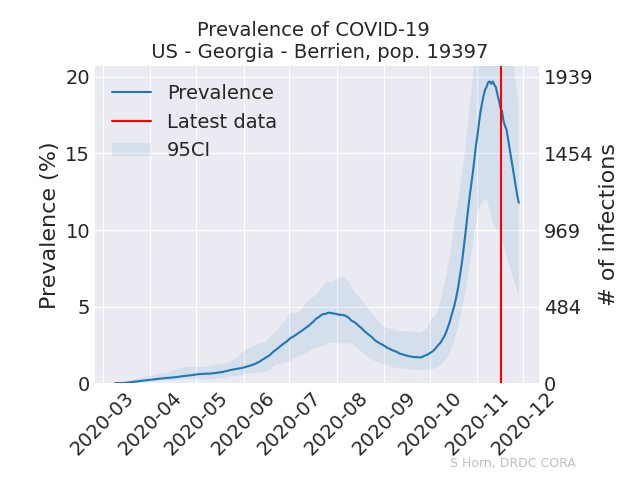 Prevalence of COVID-19
US - Georgia - Berrien, pop. 19397
Prevalence
Latest data
95CI
Prevalence (%)
20
15
10
5
0
1939
1454
969
484
0
# of infections
2020-03
2020-04
2020-05
2020-06
2020-07
2020-08
2020-09
2020-10
2020-11
2020-12
S Horn, DRDC CORA